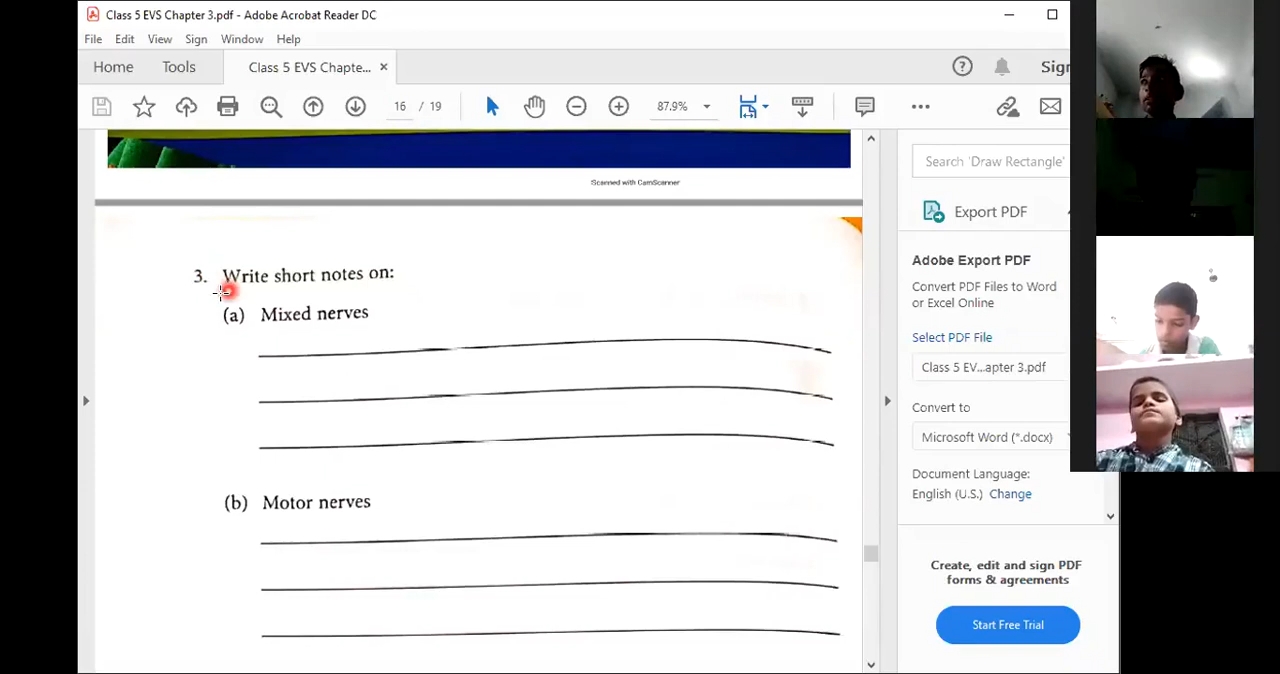 Class 5 EVS Chapter 3.pdf - Adobe Acrobat Reader DC
File Edit View Sign Window Help
Home Tools Class 5 EVS Chapte...
Sign
16 / 19
87.9%
Scanned with CamScanner
3. Write short notes on:
(a) Mixed nerves
(b) Motor nerves
Search 'Draw Rectangle'
Export PDF
Adobe Export PDF
Convert PDF Files to Word
or Excel Online
Select PDF File
Class 5 EV...apter 3.pdf
Convert to
Microsoft Word (*.docx)
Document Language:
English (U.S.) Change
Create, edit and sign PDF
forms & agreements
Start Free Trial